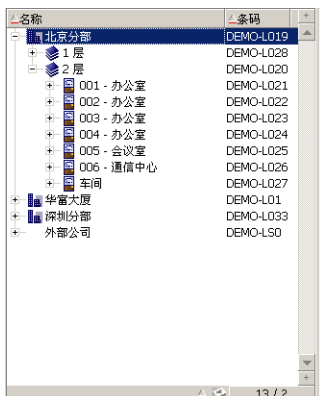 名称 条码
北京分部 DEMO-L019
1 层 DEMO-L028
2 层 DEMO-L020
001 - 办公室 DEMO-L021
002 - 办公室 DEMO-L022
003 - 办公室 DEMO-L023
004 - 办公室 DEMO-L024
005 - 会议室 DEMO-L025
006 - 通信中心 DEMO-L026
车间 DEMO-L027
华富大厦 DEMO-L01
深圳分部 DEMO-L033
外部公司 DEMO-LS0
13 / 2